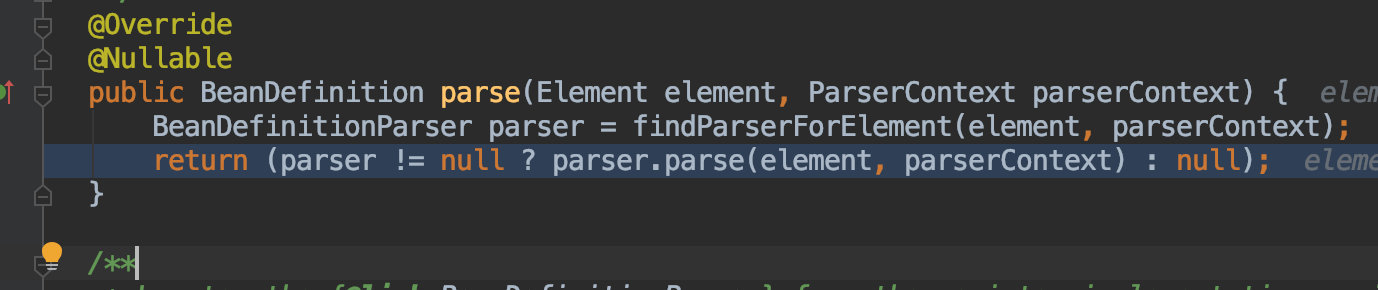 @Override
@Nullable
public BeanDefinition parse(Element element, ParserContext parserContext) { elem
BeanDefinitionParser parser = findParserForElement(element, parserContext);
return (parser != null ? parser.parse(element, parserContext) : null); eleme
}
/**